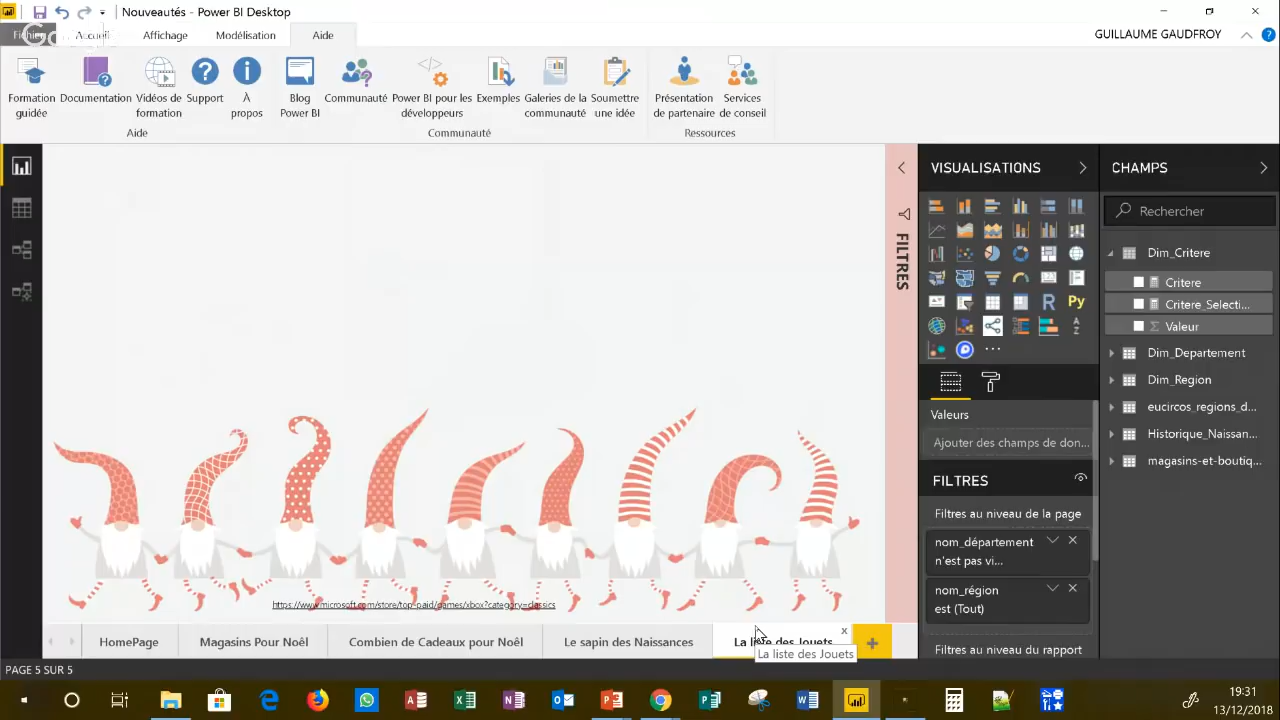 Nouveautés - Power BI Desktop
Fichier
Accueil
Affichage
Modélisation
Aide
GUILLAUME GAUDFROY
Formation
guidée
Documentation
Vidéos de
formation
Support
À
propos
Blog
Power BI
Communauté
Power BI pour les
développeurs
Exemples
Galeries de la
communauté
Soumettre
une idée
Présentation
de partenaire
Services
de conseil
Aide
Communauté
Ressources
FILTRES
VISUALISATIONS
Valeurs
Ajouter des champs de don...
FILTRES
Filtres au niveau de la page
nom_département
n'est pas vi...
nom_région
est (Tout)
Filtres au niveau du rapport
CHAMPS
Rechercher
Dim_Critere
Critere
Critere_Selecti...
Valeur
Dim_Departement
Dim_Region
eucircos_regions_d...
Historique_Naissan...
magasins-et-boutiq...
https://www.microsoft.com/store/top-paid/games/xbox?category=classics
HomePage
Magasins Pour Noêl
Combien de Cadeaux pour Noêl
Le sapin des Naissances
La liste des Jouets
La liste des Jouets
PAGE 5 SUR 5
19:31
13/12/2018